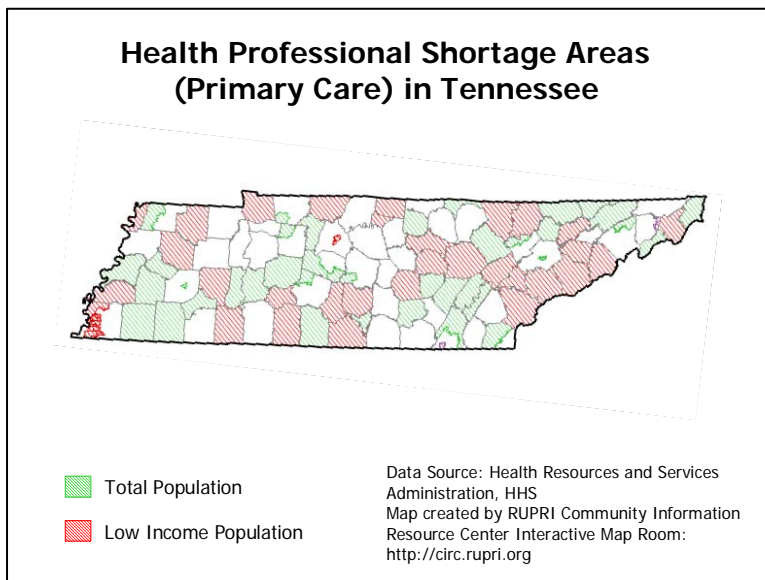 Health Professional Shortage Areas
(Primary Care) in Tennessee
Total Population
Low Income Population
Data Source: Health Resources and Services
Administration, HHS
Map created by RUPRI Community Information
Resource Center Interactive Map Room:
http://circ.rupri.org